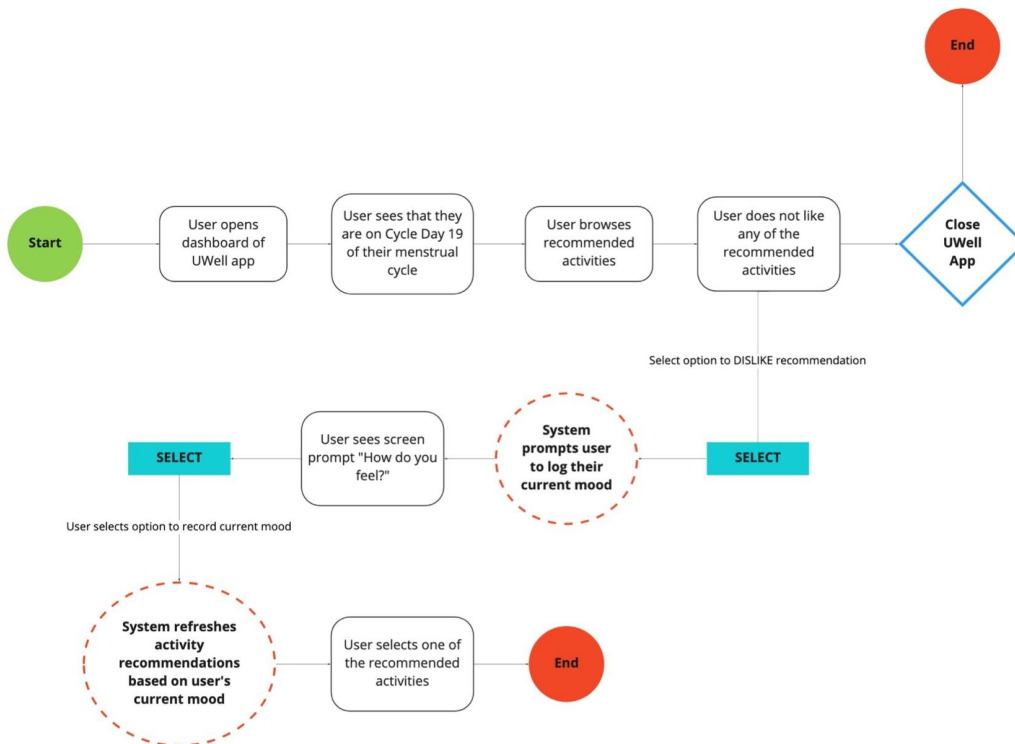 End
Start
User opens
dashboard of
UWell app
User sees that they
are on Cycle Day 19
of their menstrual
cycle
User browses
recommended
activities
User does not like
any of the
recommended
activities
Close
UWell
App
Select option to DISLIKE recommendation
SELECT
System
prompts user
to log their
current mood
User sees screen
prompt "How do you
feel?"
SELECT
User selects option to record current mood
System refreshes
activity
recommendations
based on user's
current mood
User selects one of
the recommended
activities
End